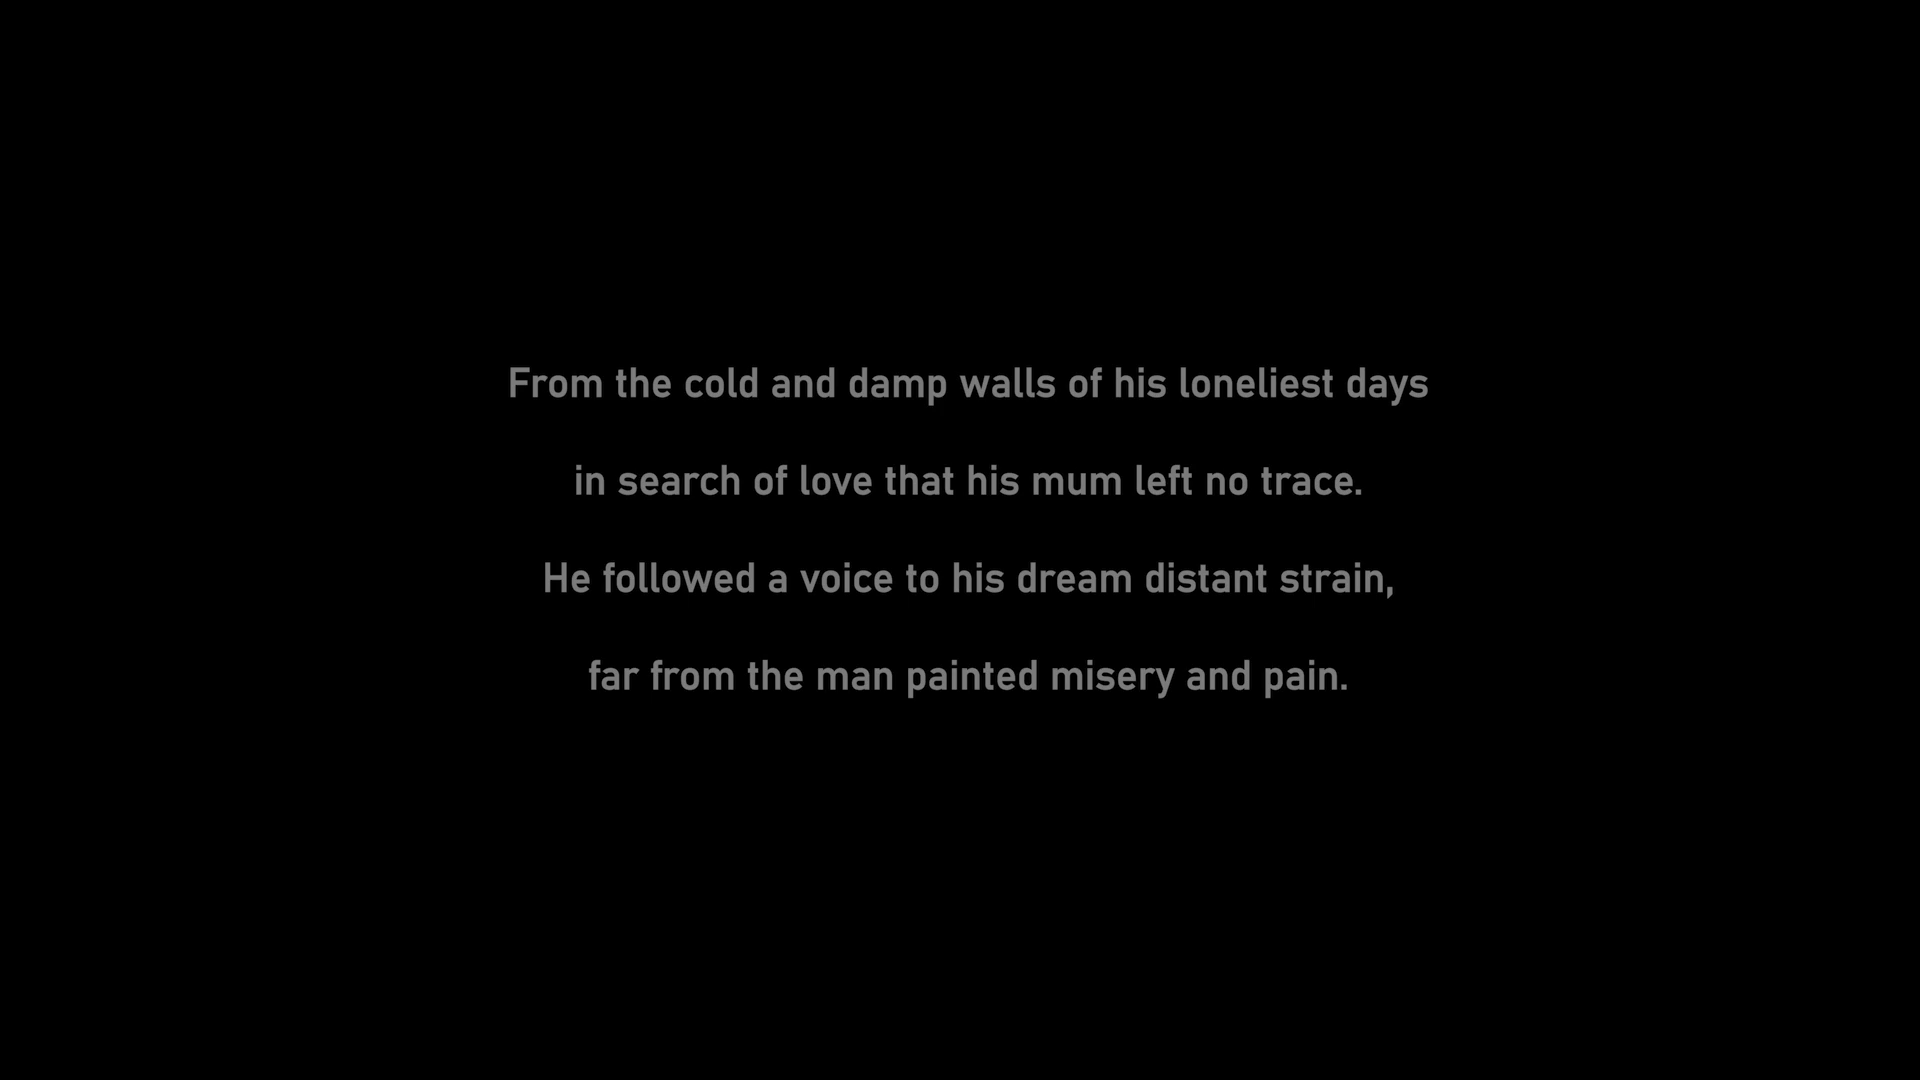 From the cold and damp walls of his loneliest days
in search of love that his mum left no trace.
He followed a voice to his dream distant strain,
far from the man painted misery and pain.